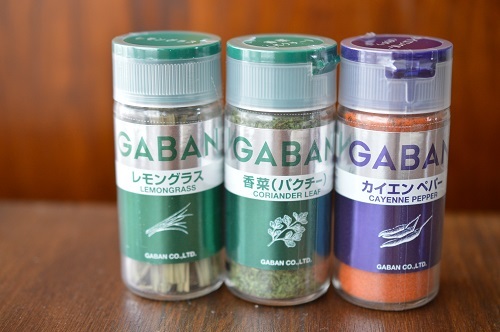 GABAN
レモングラス
LEMONGRASS
GABAN CO.,LTD.
GABAN
香菜(パクチー)
CORIANDER LEAF
GABAN CO.,LTD.
GABAN
カイエン ペパー
CAYENNE PEPPER
GABAN CO.,LTD.